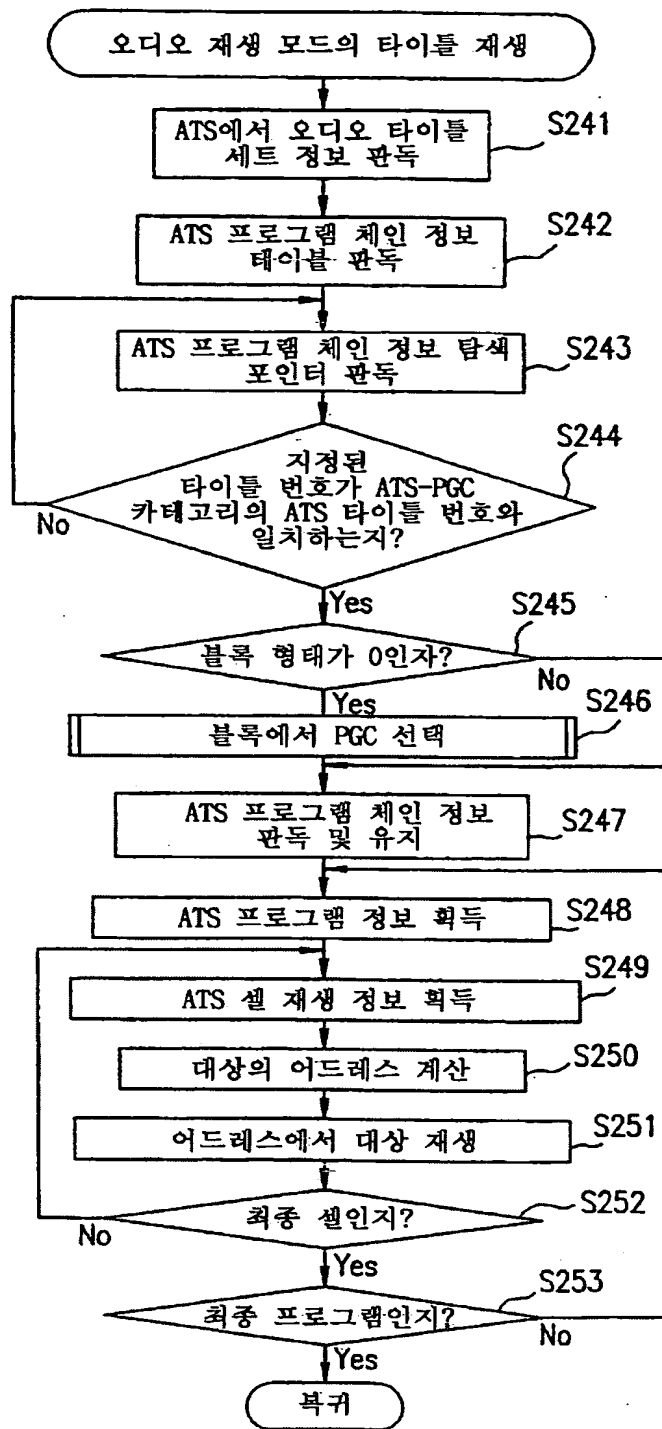 오디오 재생 모드의 타이틀 재생
ATS에서 오디오 타이틀
세트 정보 판독
S241
ATS 프로그램 체인 정보
테이블 판독
S242
ATS 프로그램 체인 정보 탐색
포인터 판독
S243
지정된
타이틀 번호가 ATS-PGC
카테고리의 ATS 타이틀 번호와
일치하는지?
S244
No
Yes
블록 형태가 0인자?
S245
No
Yes
블록에서 PGC 선택
S246
ATS 프로그램 체인 정보
판독 및 유지
S247
ATS 프로그램 정보 획득
S248
ATS 셀 재생 정보 획득
S249
대상의 어드레스 계산
S250
어드레스에서 대상 재생
S251
최종 셀인지?
S252
No
Yes
최종 프로그램인지?
S253
No
Yes
복귀